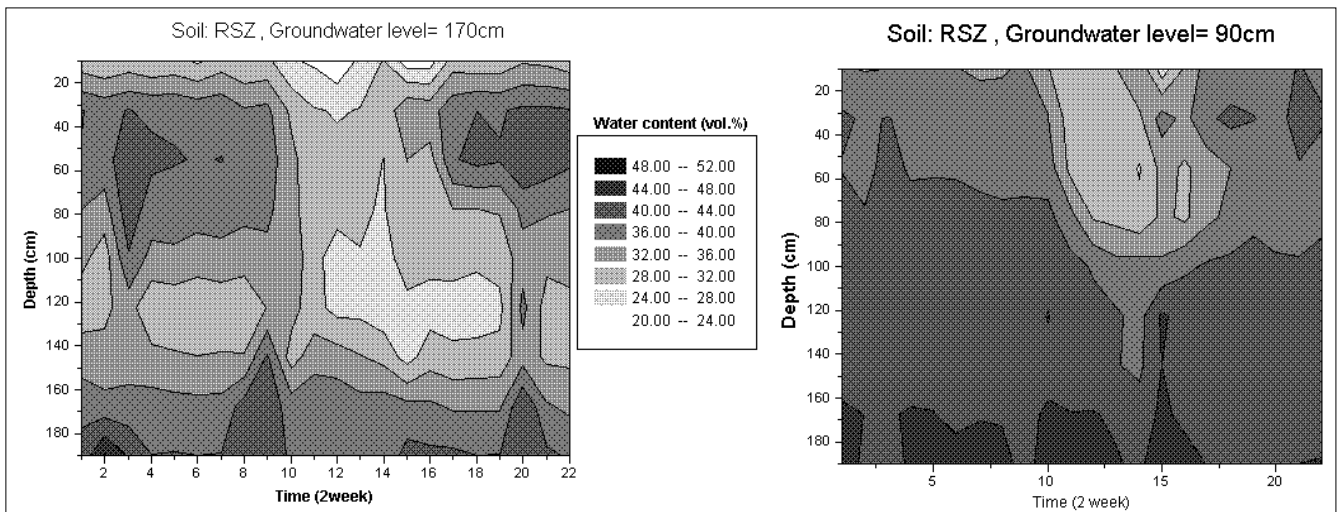 Soil: RSZ , Groundwater level= 170cm
20
40
60
80
100
120
140
160
180
Depth (cm)
2 4 6 8 10 12 14 16 18 20 22
Time (2week)
Water content (vol.%)
48.00 -- 52.00
44.00 -- 48.00
40.00 -- 44.00
36.00 -- 40.00
32.00 -- 36.00
28.00 -- 32.00
24.00 -- 28.00
20.00 -- 24.00
Soil: RSZ , Groundwater level= 90cm
20
40
60
80
100
120
140
160
180
Depth (cm)
5 10 15 20
Time (2 week)